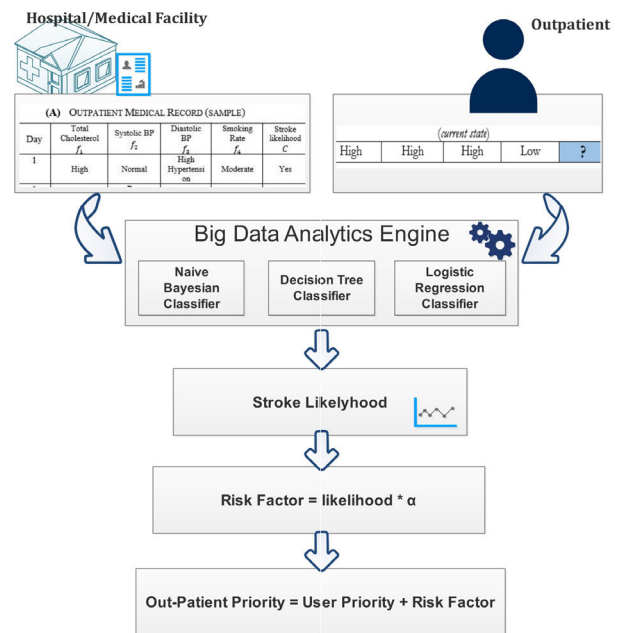 Hospital/Medical Facility
Outpatient
(A) OUTPATIENT MEDICAL RECORD (SAMPLE)
Day
Total Cholesterol f₁
Systolic BP f₂
Diastolic BP f₃
Smoking Rate f₄
Stroke likelihood C
1
High
Normal
High Hypertensi on
Moderate
Yes
(current state)
High High High Low ?
Big Data Analytics Engine
Naive
Bayesian
Classifier
Decision Tree
Classifier
Logistic
Regression
Classifier
Stroke Likelyhood
Risk Factor = likelihood * α
Out-Patient Priority = User Priority + Risk Factor